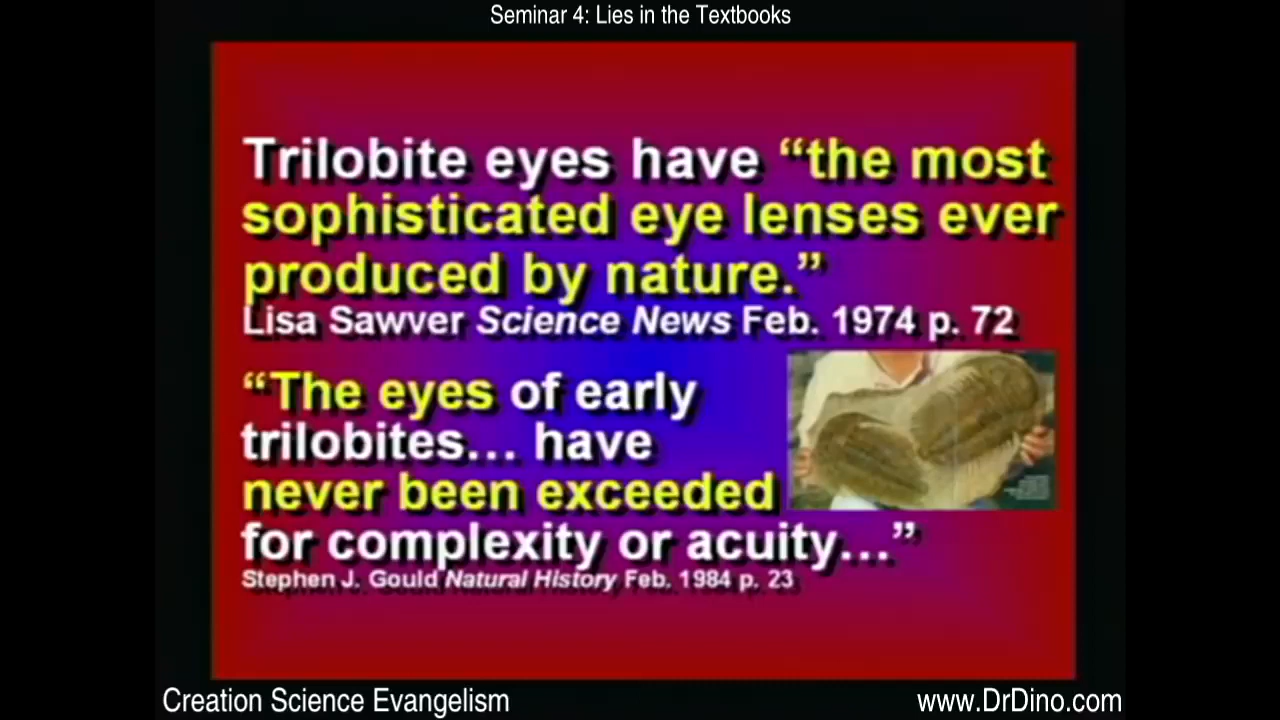 Seminar 4: Lies in the Textbooks
Trilobite eyes have “the most
sophisticated eye lenses ever
produced by nature.”
Lisa Sawver Science News Feb. 1974 p. 72
“The eyes of early
trilobites... have
never been exceeded
for complexity or acuity...”
Stephen J. Gould Natural History Feb. 1984 p. 23
Creation Science Evangelism
www.DrDino.com